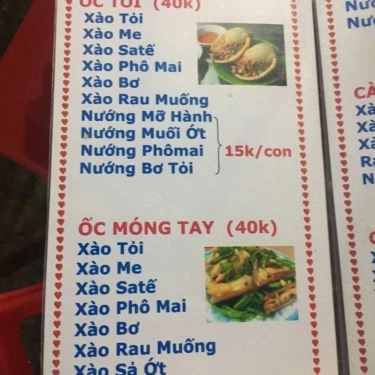 ỐC TỎI (40k)
Xào Tỏi
Xào Me
Xào Satế
Xào Phô Mai
Xào Bơ
Xào Rau Muống
Nướng Mỡ Hành
Nướng Muối Ớt
Nướng Phômai
Nướng Bơ Tỏi
15k/con
ỐC MÓNG TAY (40k)
Xào Tỏi
Xào Me
Xào Satế
Xào Phô Mai
Xào Bơ
Xào Rau Muống
Xào Sả Ớt